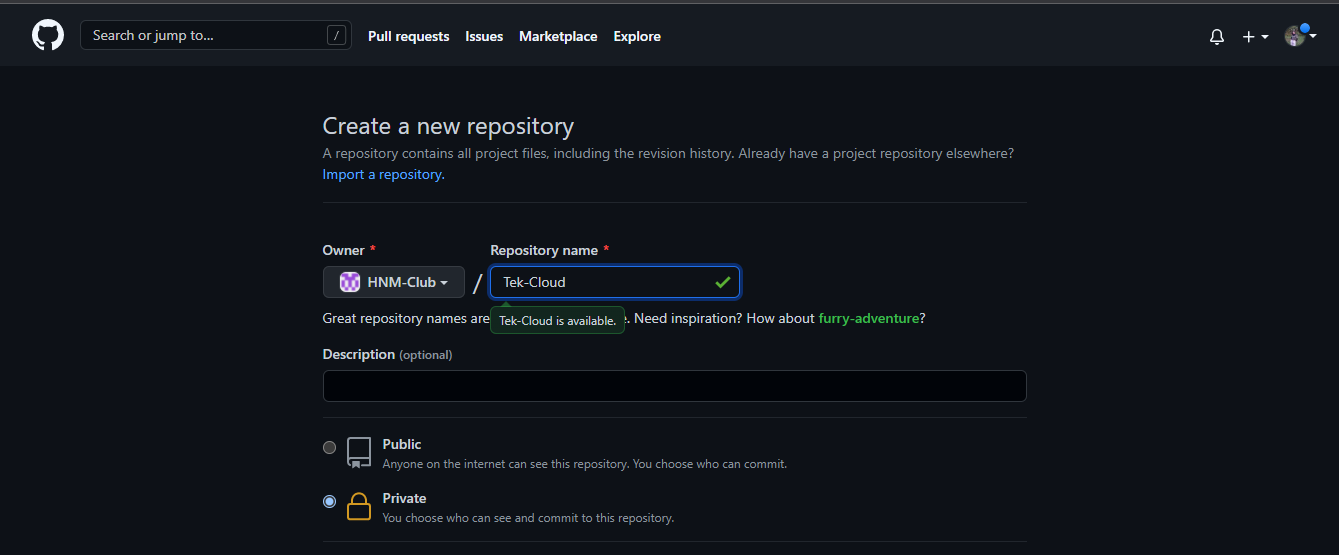 Search or jump to... / Pull requests Issues Marketplace Explore
Create a new repository
A repository contains all project files, including the revision history. Already have a project repository elsewhere?
Import a repository.
Owner * Repository name *
HNM-Club / Tek-Cloud
Great repository names are Tek-Cloud is available. . Need inspiration? How about furry-adventure?
Description (optional)
Public
Anyone on the internet can see this repository. You choose who can commit.
Private
You choose who can see and commit to this repository.